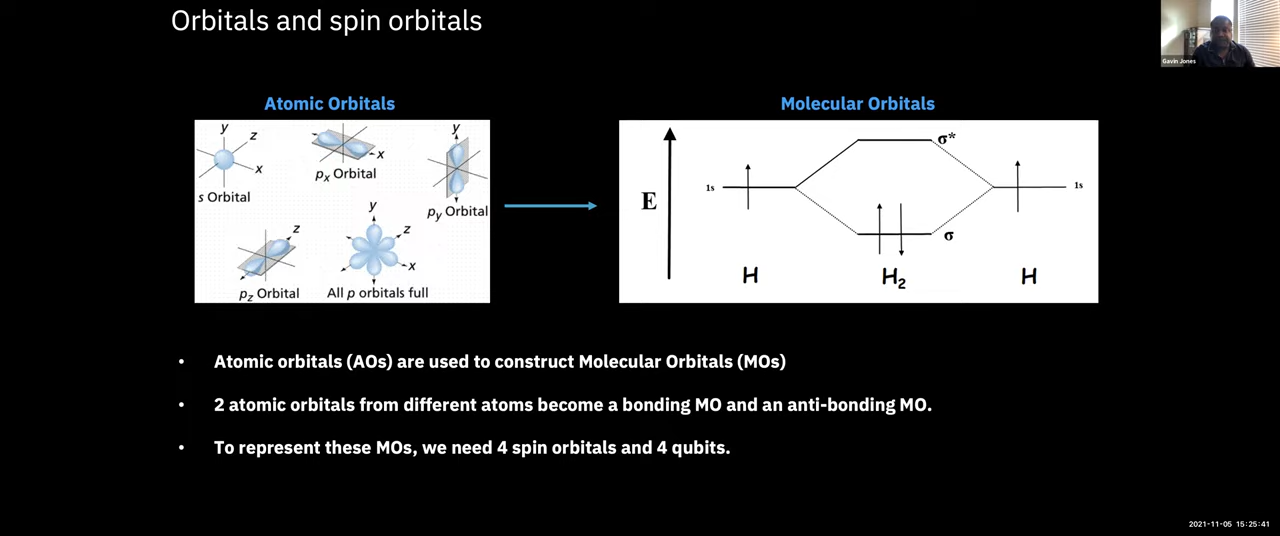 Orbitals and spin orbitals
Gavin Jones
Atomic Orbitals
y
z
x
s Orbital
x
px Orbital
y
py Orbital
z
pz Orbital
y
z
x
All p orbitals full
Molecular Orbitals
E
1s
σ*
1s
σ
H
H2
H
• Atomic orbitals (AOs) are used to construct Molecular Orbitals (MOs)
• 2 atomic orbitals from different atoms become a bonding MO and an anti-bonding MO.
• To represent these MOs, we need 4 spin orbitals and 4 qubits.
2021-11-05 15:25:41